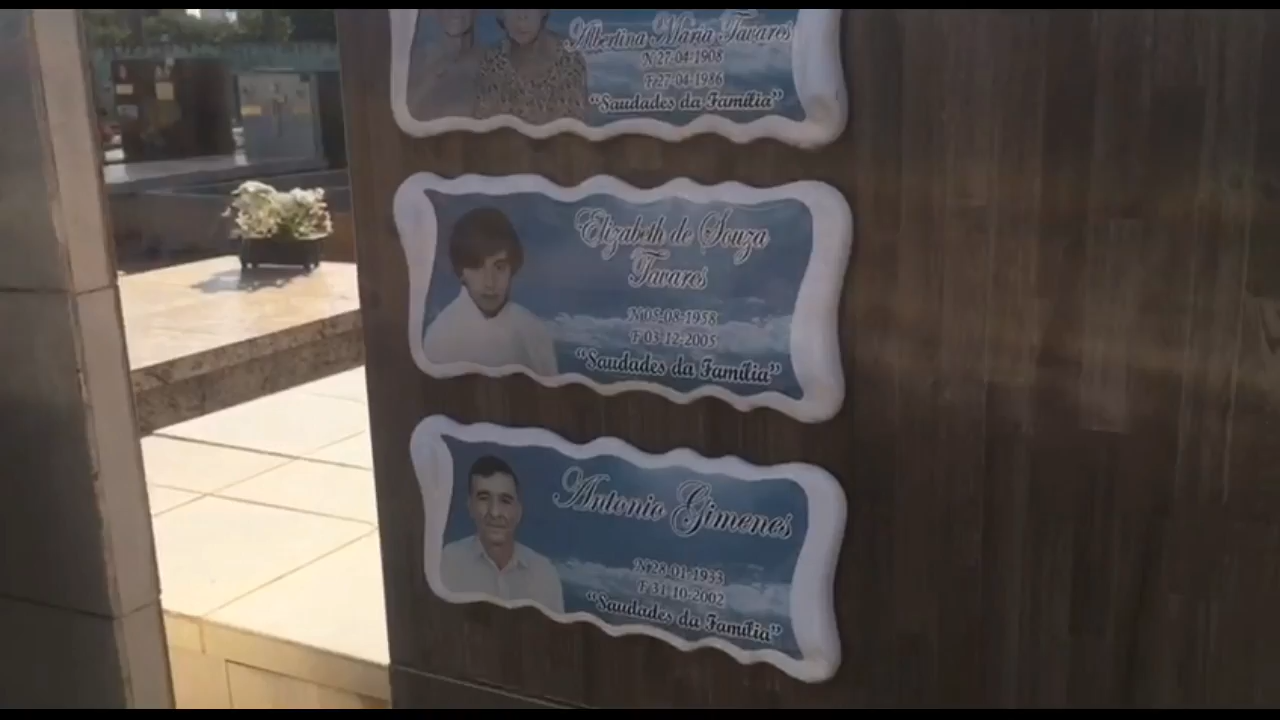 Albertina Maria Tavares
N 27-04-1908
F 27-04-1986
“Saudades da Família”
Elizabeth de Souza
Tavares
N 05-08-1958
F 03-12-2005
“Saudades da Família”
Antonio Gimenes
N 28-01-1933
F 31-10-2002
“Saudades da Família”